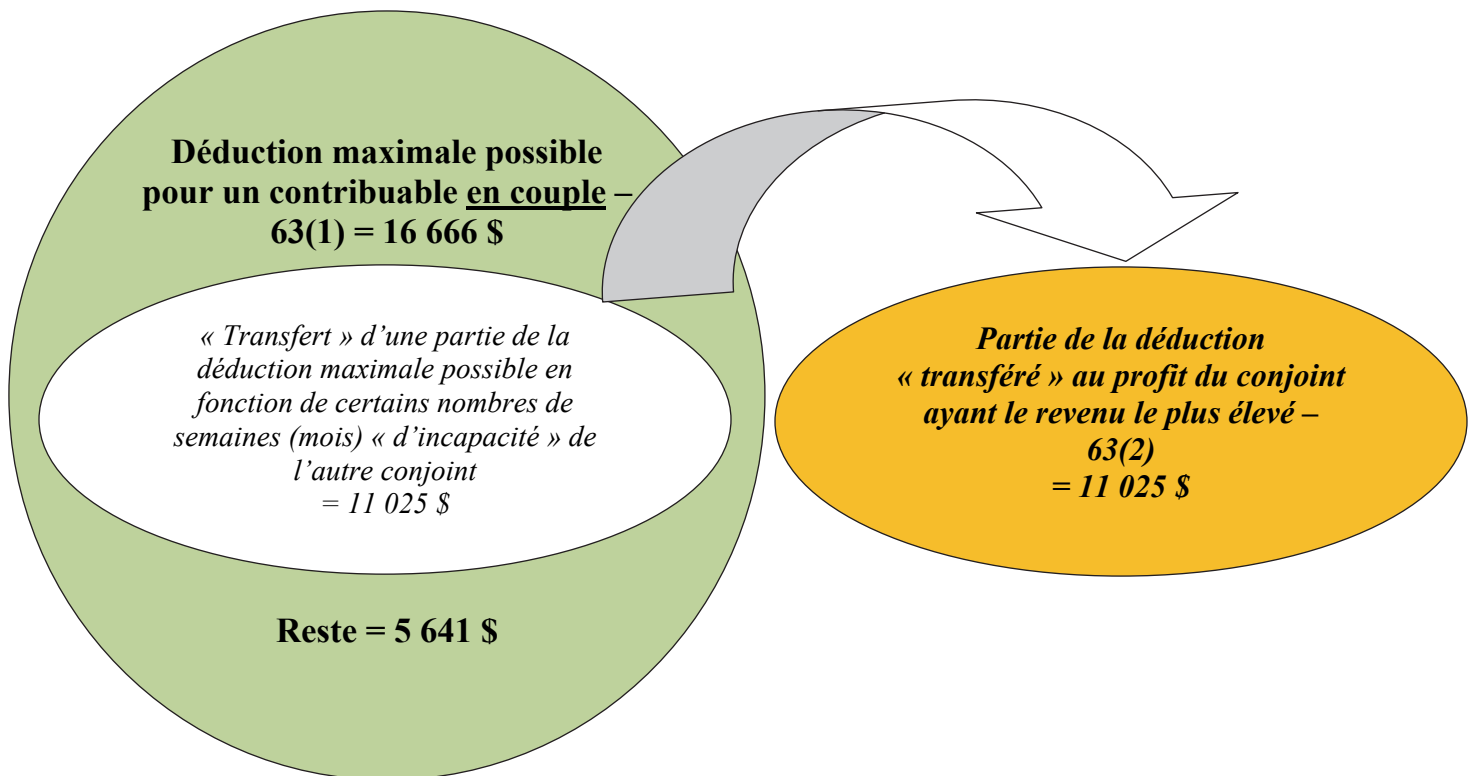 Déduction maximale possible
pour un contribuable en couple –
63(1) = 16 666 $
« Transfert » d’une partie de la
déduction maximale possible en
fonction de certains nombres de
semaines (mois) « d’incapacité » de
l’autre conjoint
= 11 025 $
Reste = 5 641 $
Partie de la déduction
« transféré » au profit du conjoint
ayant le revenu le plus élevé –
63(2)
= 11 025 $